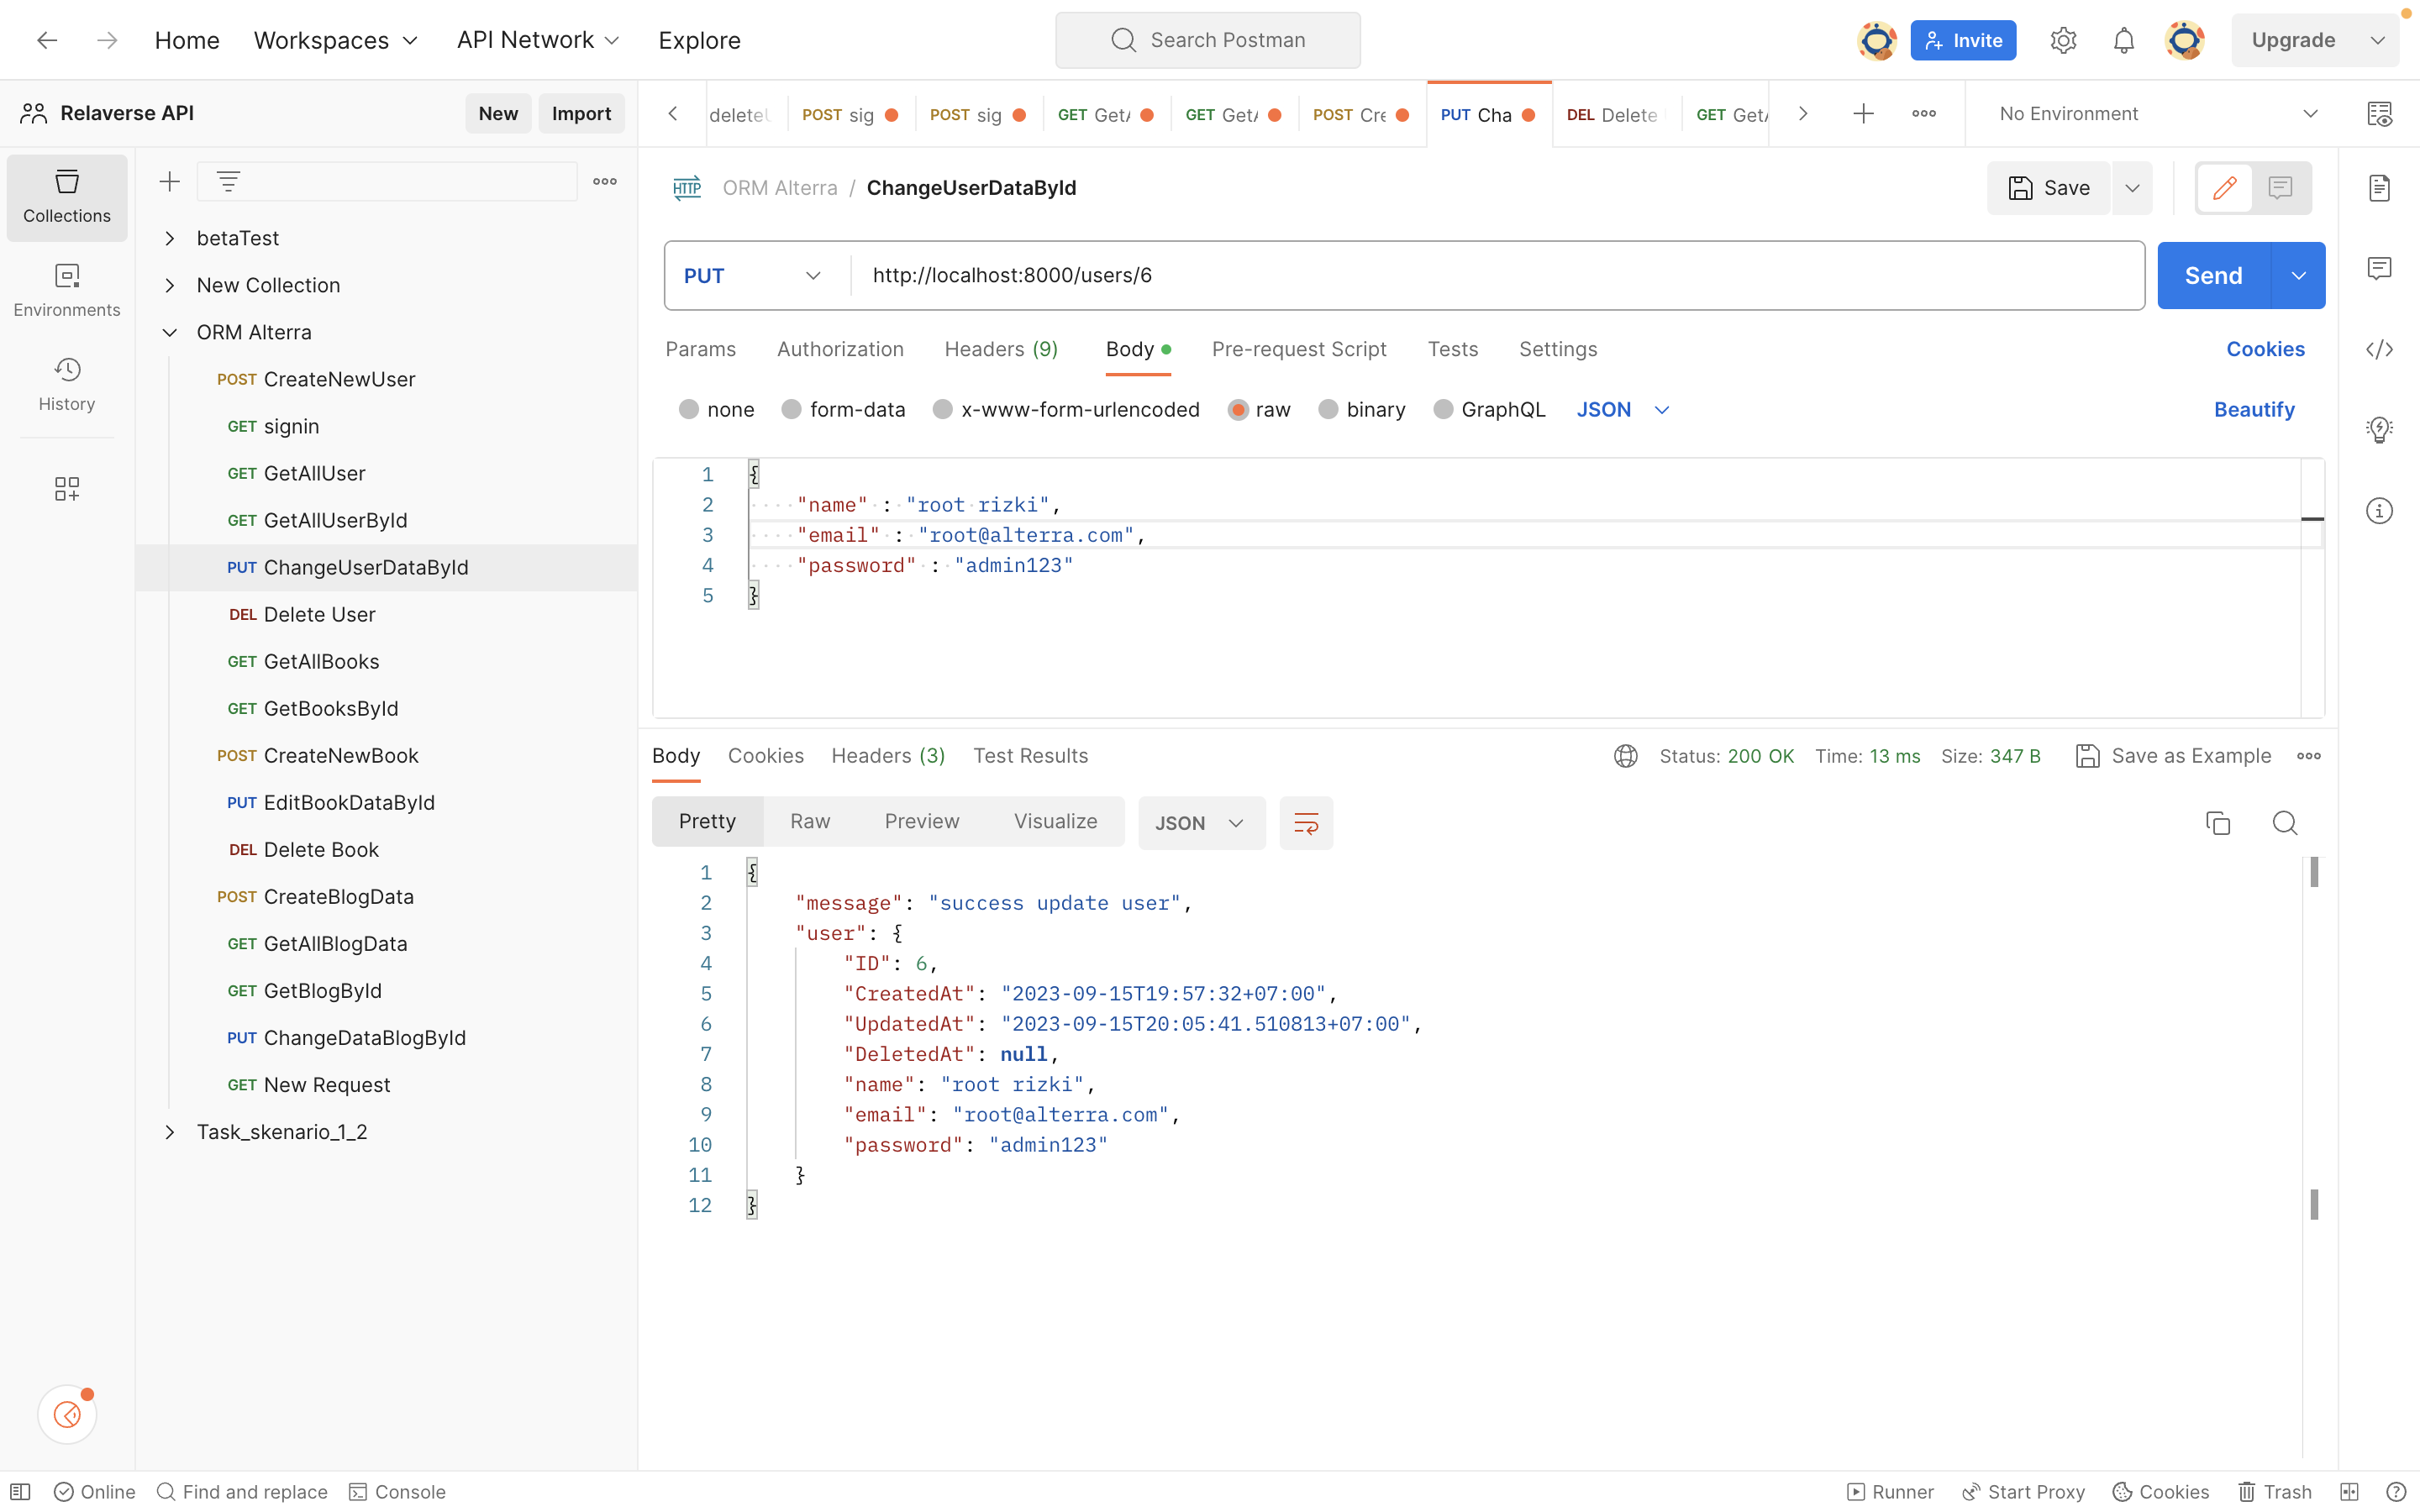 Home Workspaces API Network Explore Search Postman Invite Upgrade
Relaverse API New Import
deleteU POST sig POST sig GET GetA GET GetA POST Cre PUT Cha DEL Delete GET GetA No Environment
Collections
Environments
History
betaTest
New Collection
ORM Alterra
POST CreateNewUser
GET signin
GET GetAllUser
GET GetAllUserById
PUT ChangeUserDataById
DEL Delete User
GET GetAllBooks
GET GetBooksById
POST CreateNewBook
PUT EditBookDataById
DEL Delete Book
POST CreateBlogData
GET GetAllBlogData
GET GetBlogById
PUT ChangeDataBlogById
GET New Request
Task_skenario_1_2
HTTP ORM Alterra / ChangeUserDataById Save
PUT http://localhost:8000/users/6 Send
Params Authorization Headers (9) Body Pre-request Script Tests Settings Cookies
none form-data x-www-form-urlencoded raw binary GraphQL JSON Beautify
1 {
2 "name" : "root rizki",
3 "email" : "root@alterra.com",
4 "password" : "admin123"
5 }
Body Cookies Headers (3) Test Results Status: 200 OK Time: 13 ms Size: 347 B Save as Example
Pretty Raw Preview Visualize JSON
1 {
2 "message": "success update user",
3 "user": {
4 "ID": 6,
5 "CreatedAt": "2023-09-15T19:57:32+07:00",
6 "UpdatedAt": "2023-09-15T20:05:41.510813+07:00",
7 "DeletedAt": null,
8 "name": "root rizki",
9 "email": "root@alterra.com",
10 "password": "admin123"
11 }
12 }
Online Find and replace Console Runner Start Proxy Cookies Trash